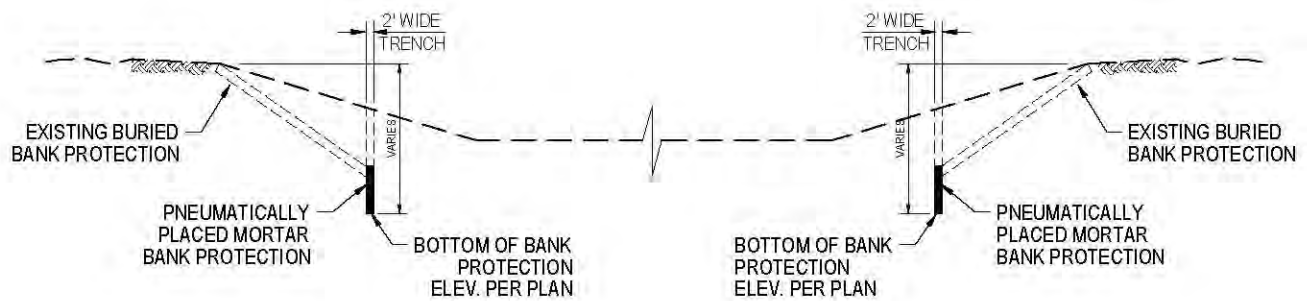 2' WIDE
TRENCH
EXISTING BURIED
BANK PROTECTION
VARIES
PNEUMATICALLY
PLACED MORTAR
BANK PROTECTION
BOTTOM OF BANK
PROTECTION
ELEV. PER PLAN
2' WIDE
TRENCH
VARIES
EXISTING BURIED
BANK PROTECTION
BOTTOM OF BANK
PROTECTION
ELEV. PER PLAN
PNEUMATICALLY
PLACED MORTAR
BANK PROTECTION